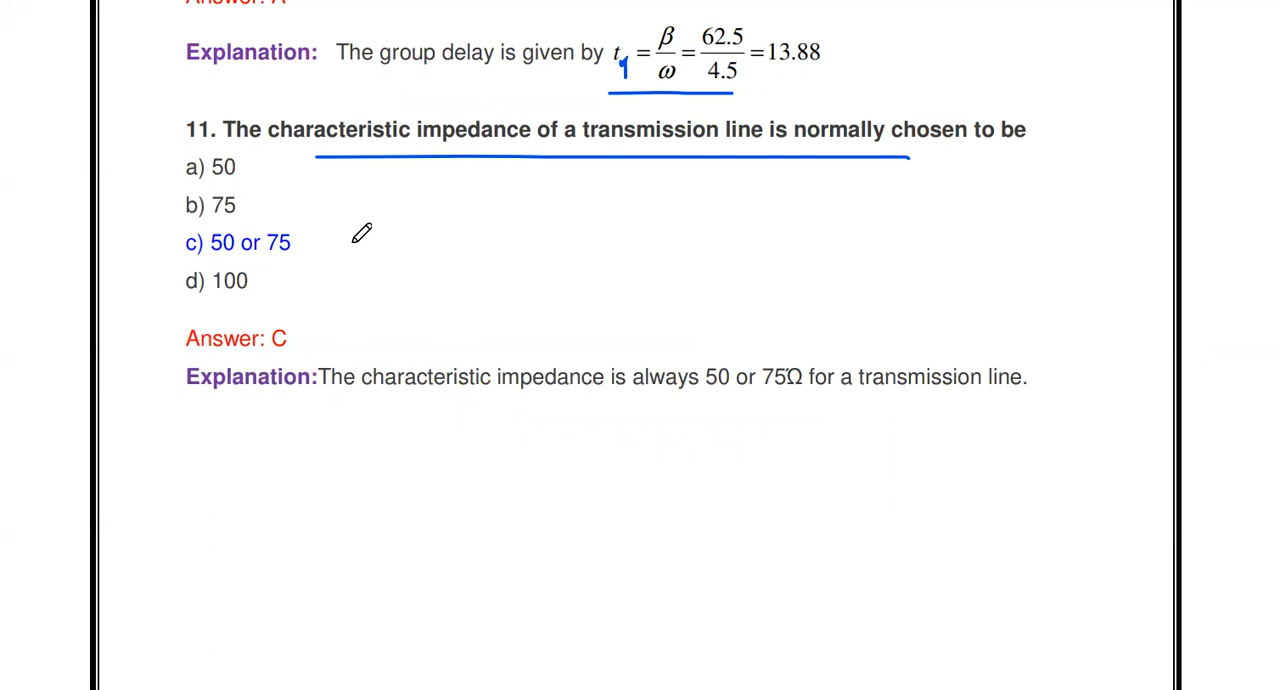 Answer: A
Explanation: The group delay is given by t₁ = β/ω = 62.5/4.5 = 13.88
11. The characteristic impedance of a transmission line is normally chosen to be
a) 50
b) 75
c) 50 or 75
d) 100
Answer: C
Explanation:The characteristic impedance is always 50 or 75Ω for a transmission line.